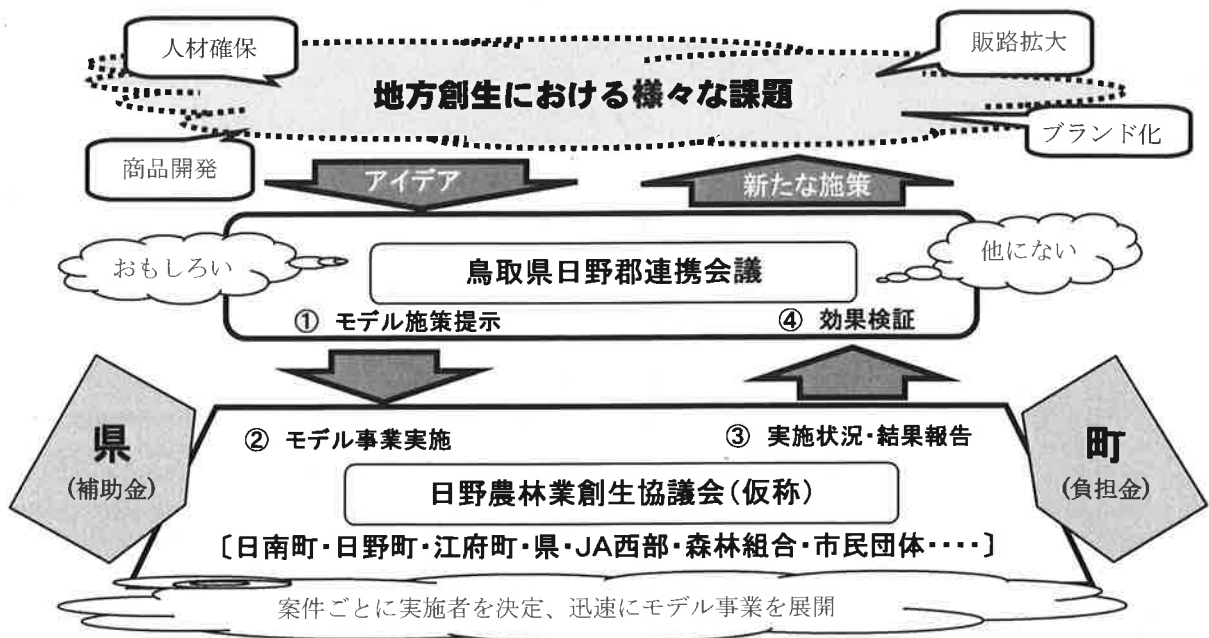 人材確保
販路拡大
地方創生における様々な課題
商品開発
ブランド化
アイデア
新たな施策
おもしろい
他にない
鳥取県日野郡連携会議
① モデル施策提示
④ 効果検証
県
(補助金)
町
(負担金)
② モデル事業実施
③ 実施状況・結果報告
日野農林業創生協議会(仮称)
〔日南町・日野町・江府町・県・JA西部・森林組合・市民団体・・・・〕
案件ごとに実施者を決定、迅速にモデル事業を展開